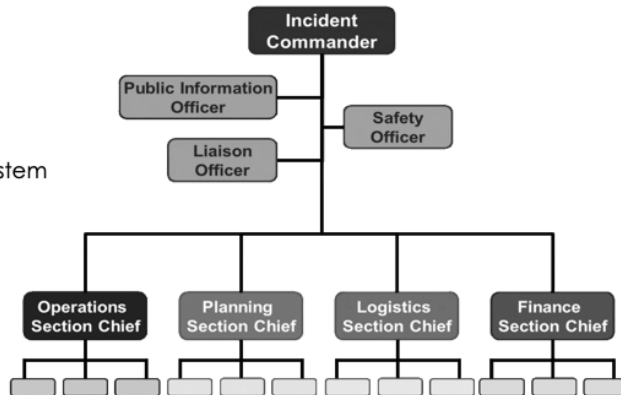 Incident
Commander
Public Information
Officer
Safety
Officer
Liaison
Officer
stem
Operations
Section Chief
Planning
Section Chief
Logistics
Section Chief
Finance
Section Chief